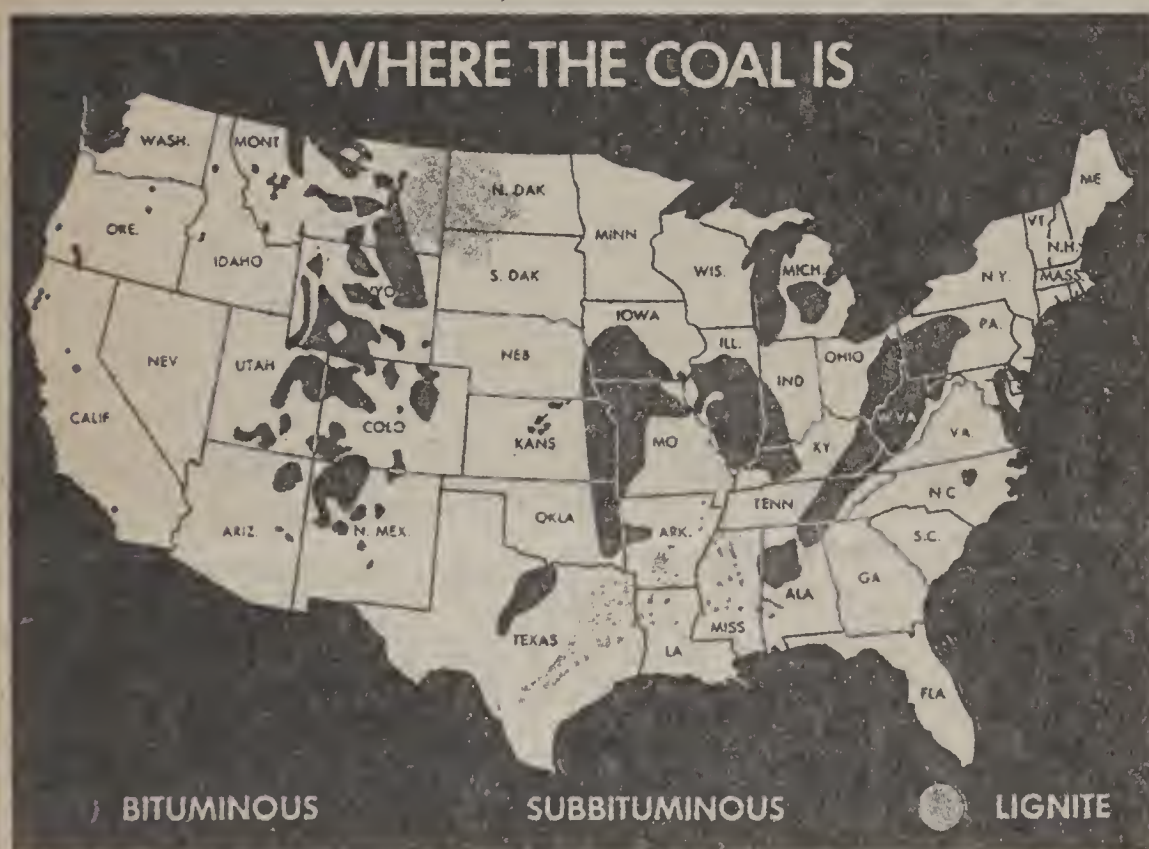 WHERE THE COAL IS
WASH.
MONT
N. DAK
ME
ORE.
MINN
VT.
N.H.
IDAHO
S. DAK
WIS.
MICH.
N.Y.
MASS.
IOWA
NEV
UTAH
NEB
ILL.
IND
OHIO
PA.
CALIF
COLO
KANS
MO
KY
VA
ARIZ.
N. MEX.
OKLA
ARK.
TENN
N C
S.C.
TEXAS
LA
MISS
ALA
GA
FLA
BITUMINOUS
SUBBITUMINOUS
LIGNITE